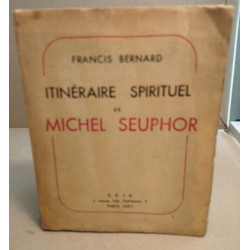 FRANCIS BERNARD
ITINÉRAIRE SPIRITUEL
DE
MICHEL SEUPHOR